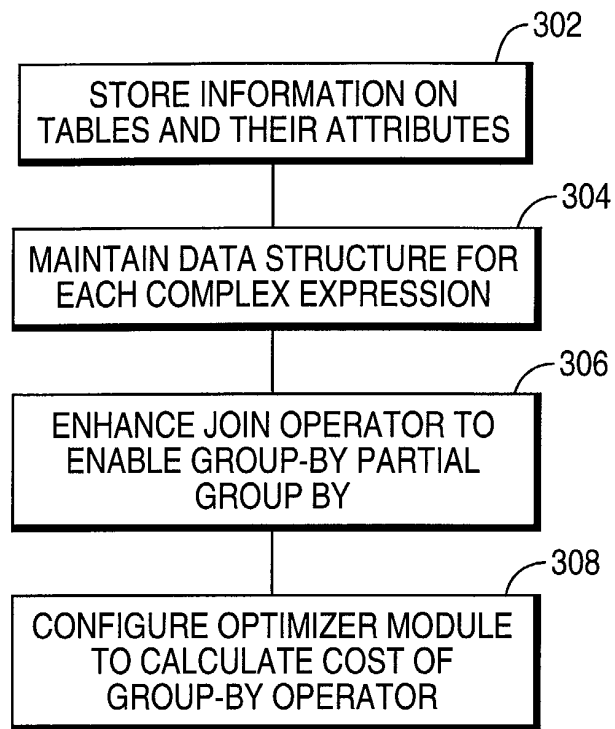 302
STORE INFORMATION ON
TABLES AND THEIR ATTRIBUTES
304
MAINTAIN DATA STRUCTURE FOR
EACH COMPLEX EXPRESSION
306
ENHANCE JOIN OPERATOR TO
ENABLE GROUP-BY PARTIAL
GROUP BY
308
CONFIGURE OPTIMIZER MODULE
TO CALCULATE COST OF
GROUP-BY OPERATOR